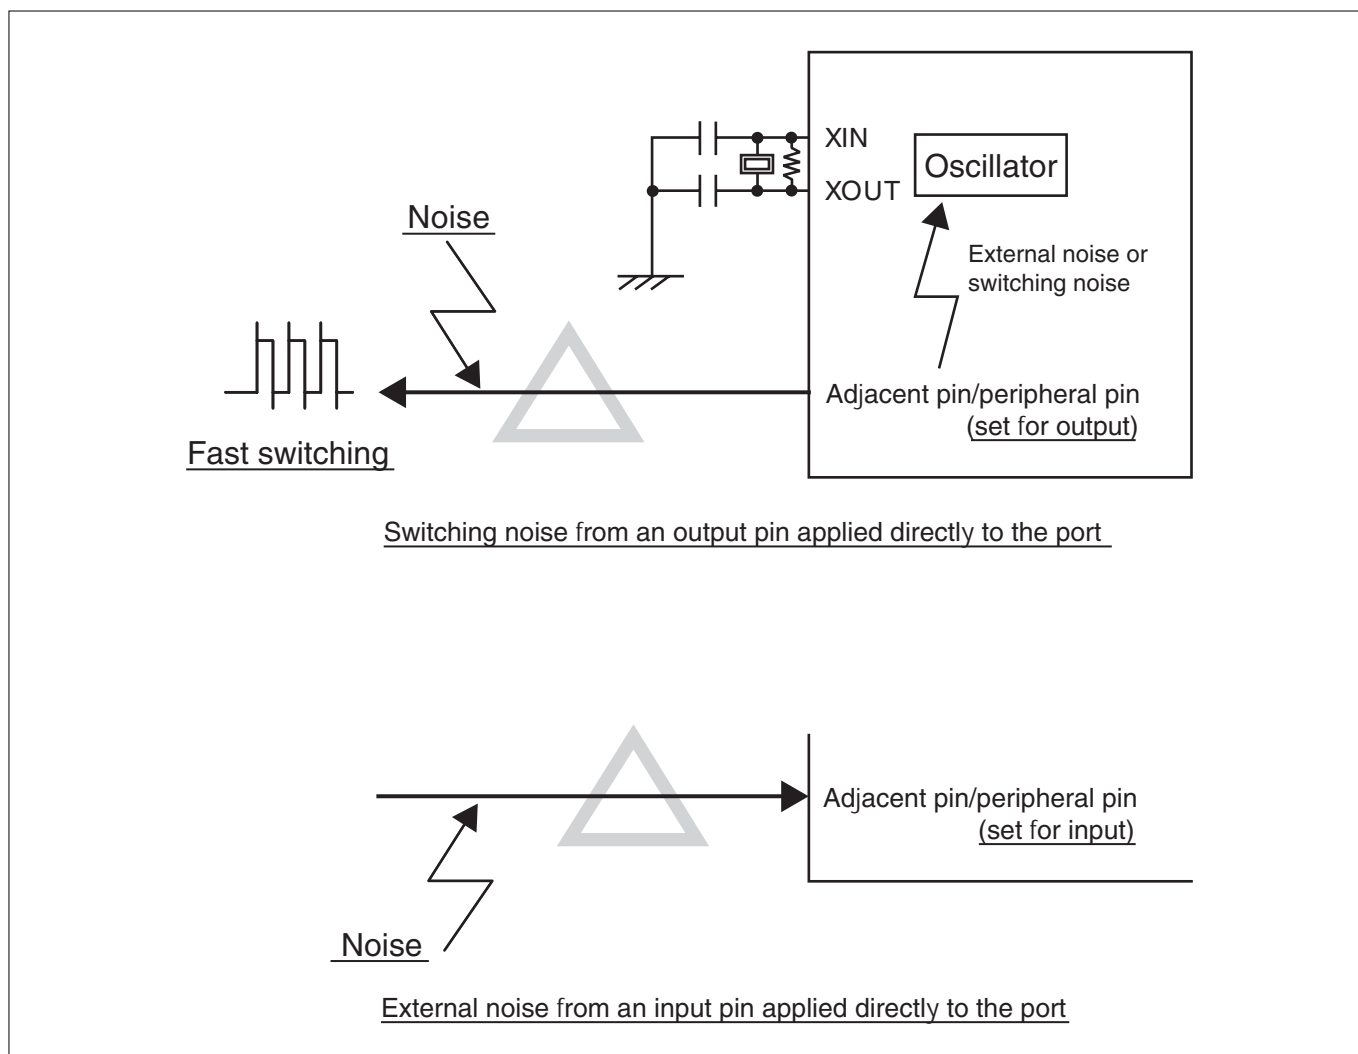 XIN
Oscillator
XOUT
Noise
External noise or
switching noise
Adjacent pin/peripheral pin
(set for output)
Fast switching
Switching noise from an output pin applied directly to the port
Adjacent pin/peripheral pin
(set for input)
Noise
External noise from an input pin applied directly to the port